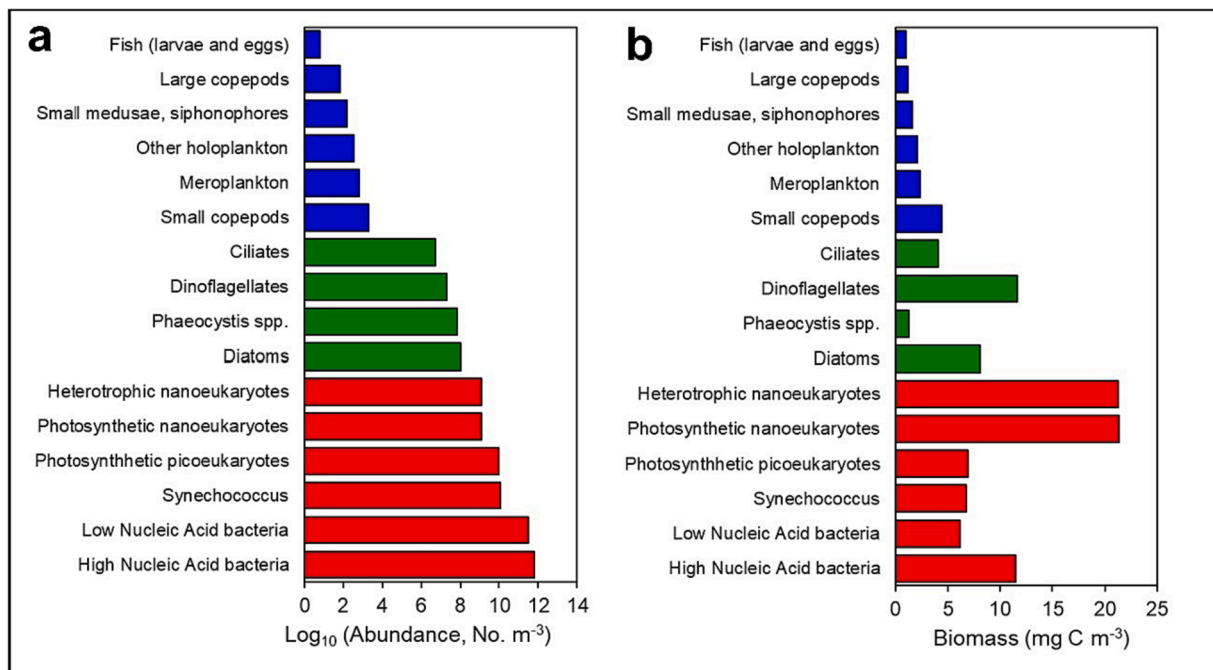 a
Fish (larvae and eggs)
Large copepods
Small medusae, siphonophores
Other holoplankton
Meroplankton
Small copepods
Ciliates
Dinoflagellates
Phaeocystis spp.
Diatoms
Heterotrophic nanoeukaryotes
Photosynthetic nanoeukaryotes
Photosynthhetic picoeukaryotes
Synechococcus
Low Nucleic Acid bacteria
High Nucleic Acid bacteria
0 2 4 6 8 10 12 14
Log₁₀ (Abundance, No. m⁻³)
b
Fish (larvae and eggs)
Large copepods
Small medusae, siphonophores
Other holoplankton
Meroplankton
Small copepods
Ciliates
Dinoflagellates
Phaeocystis spp.
Diatoms
Heterotrophic nanoeukaryotes
Photosynthetic nanoeukaryotes
Photosynthhetic picoeukaryotes
Synechococcus
Low Nucleic Acid bacteria
High Nucleic Acid bacteria
0 5 10 15 20 25
Biomass (mg C m⁻³)